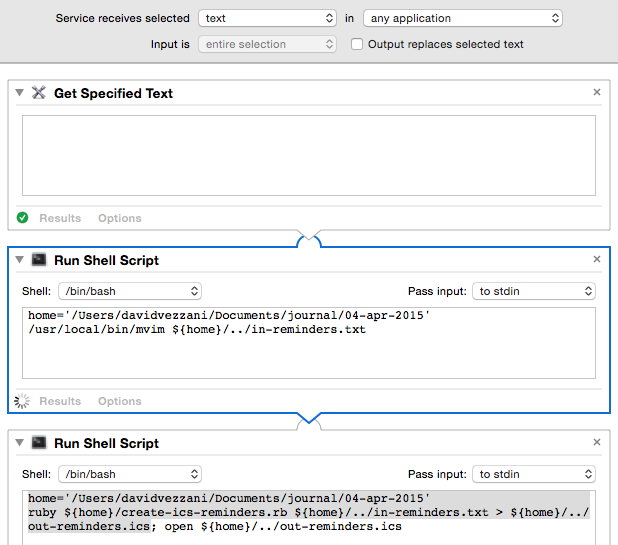 Service receives selected text in any application
Input is entire selection Output replaces selected text
Get Specified Text
Results Options
Run Shell Script
Shell: /bin/bash Pass input: to stdin
home='/Users/davidvezzani/Documents/journal/04-apr-2015'
/usr/local/bin/mvim ${home}/../in-reminders.txt
Results Options
Run Shell Script
Shell: /bin/bash Pass input: to stdin
home='/Users/davidvezzani/Documents/journal/04-apr-2015'
ruby ${home}/create-ics-reminders.rb ${home}/../in-reminders.txt > ${home}/../
out-reminders.ics; open ${home}/../out-reminders.ics